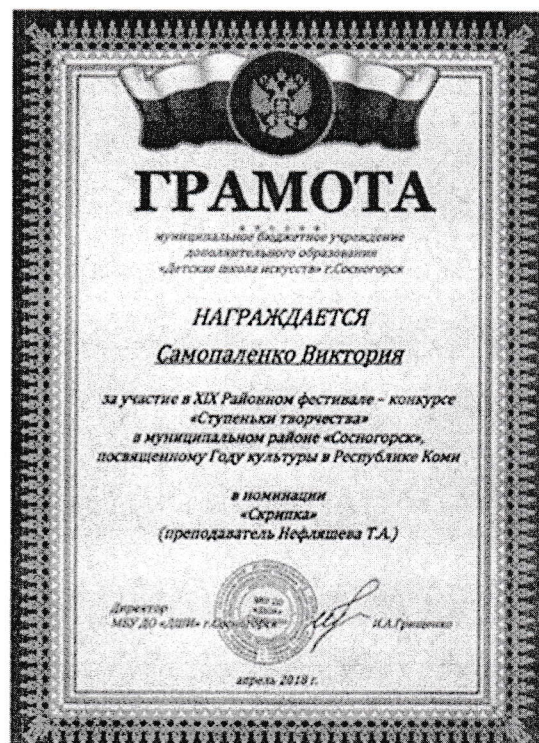 ГРАМОТА
муниципальное бюджетное учреждение
дополнительного образования
«Детская школа искусств» г.Сосногорск
НАГРАЖДАЕТСЯ
Самопаленко Виктория
за участие в XIX Районном фестивале – конкурсе
«Ступеньки творчества»
в муниципальном районе «Сосногорск»,
посвященному Году культуры в Республике Коми
в номинации
«Скрипка»
(преподаватель Нефляшева Т.А.)
Директор
МБУ ДО «ДШИ» г.Сосногорск И.А.Грищенко
апрель 2018 г.